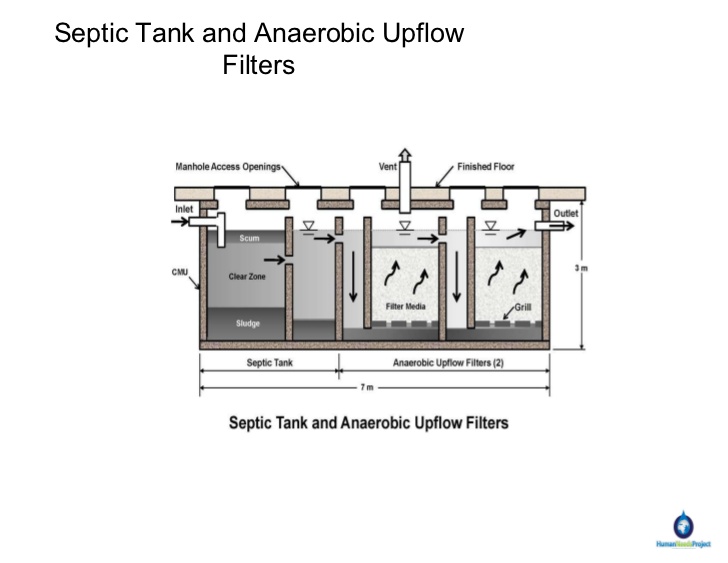 Septic Tank and Anaerobic Upflow
Filters
Manhole Access Openings
Vent
Finished Floor
Inlet
Outlet
Scum
CMU
Clear Zone
3 m
Filter Media
Grill
Sludge
Septic Tank
Anaerobic Upflow Filters (2)
7 m
Septic Tank and Anaerobic Upflow Filters
HumanNeedsProject